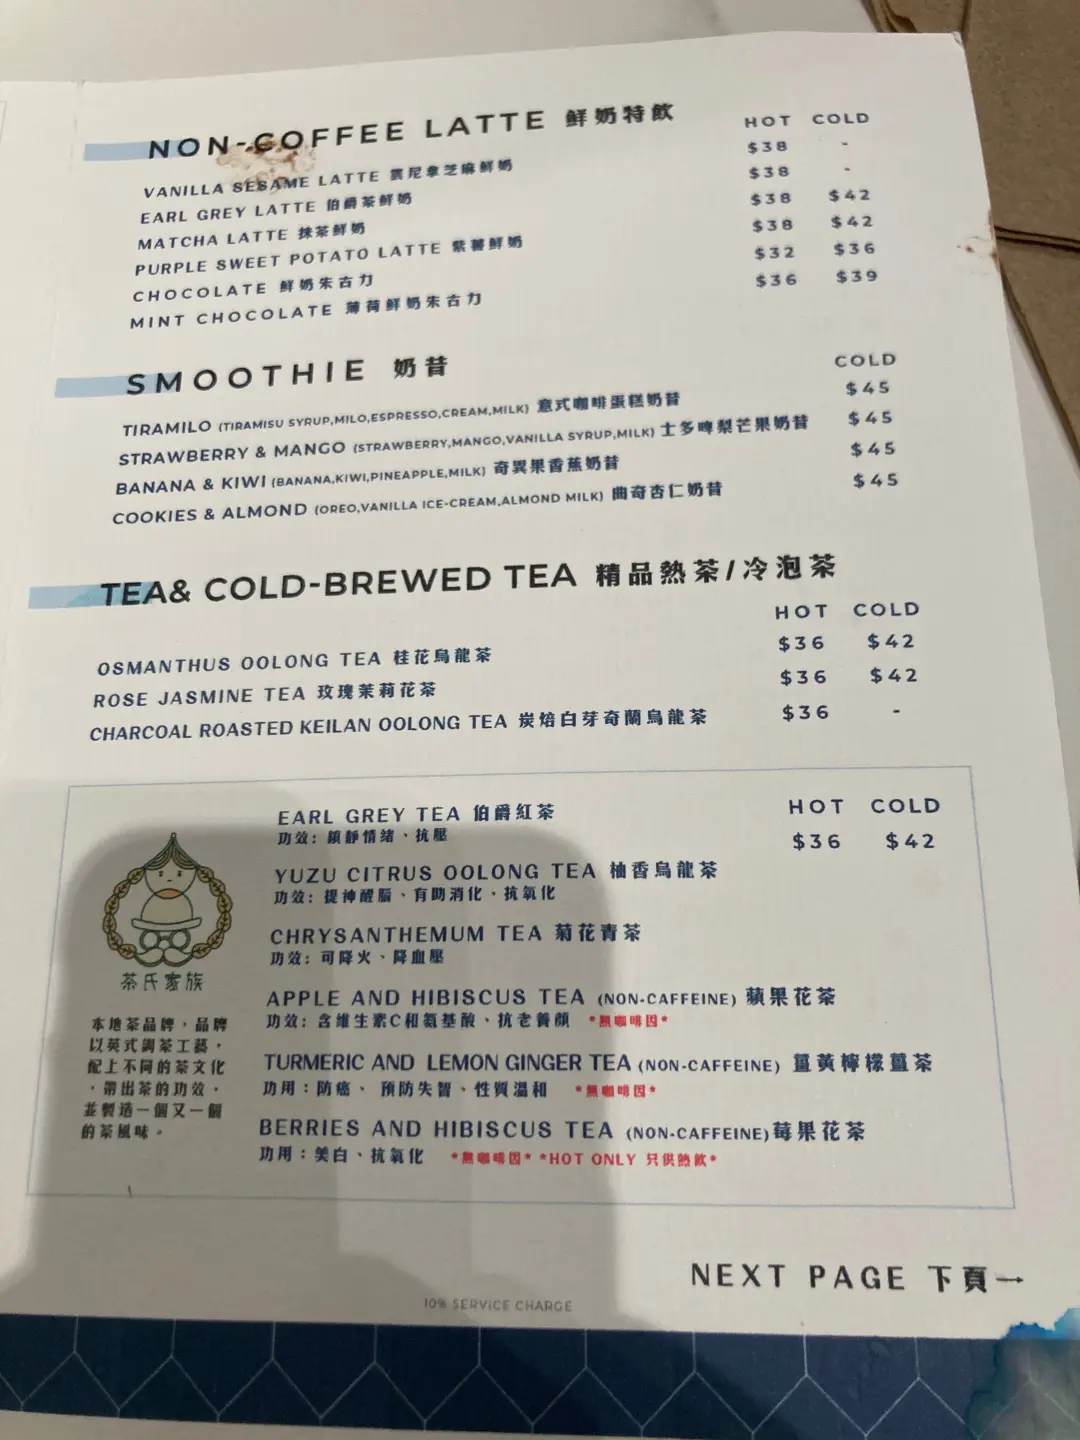 NON-COFFEE LATTE 鮮奶特飲 HOT COLD
VANILLA SESAME LATTE 雲尼拿芝麻鮮奶 $38 -
EARL GREY LATTE 伯爵茶鮮奶 $38 -
MATCHA LATTE 抹茶鮮奶 $38 $42
PURPLE SWEET POTATO LATTE 紫薯鮮奶 $38 $42
CHOCOLATE 鮮奶朱古力 $32 $36
MINT CHOCOLATE 薄荷鮮奶朱古力 $36 $39
SMOOTHIE 奶昔 COLD
TIRAMILO (TIRAMISU SYRUP,MILO,ESPRESSO,CREAM,MILK) 意式咖啡蛋糕奶昔 $45
STRAWBERRY & MANGO (STRAWBERRY,MANGO,VANILLA SYRUP,MILK) 士多啤梨芒果奶昔 $45
BANANA & KIWI (BANANA,KIWI,PINEAPPLE,MILK) 奇異果香蕉奶昔 $45
COOKIES & ALMOND (OREO,VANILLA ICE-CREAM,ALMOND MILK) 曲奇杏仁奶昔 $45
TEA& COLD-BREWED TEA 精品熱茶/冷泡茶
HOT COLD
OSMANTHUS OOLONG TEA 桂花烏龍茶 $36 $42
ROSE JASMINE TEA 玫瑰茉莉花茶 $36 $42
CHARCOAL ROASTED KEILAN OOLONG TEA 炭焙白芽奇蘭烏龍茶 $36 -
HOT COLD
$36 $42
EARL GREY TEA 伯爵紅茶
功效: 鎮靜情緒、抗壓
YUZU CITRUS OOLONG TEA 柚香烏龍茶
功效: 提神醒腦、有助消化、抗氧化
CHRYSANTHEMUM TEA 菊花青茶
功效: 可降火、降血壓
APPLE AND HIBISCUS TEA (NON-CAFFEINE) 蘋果花茶
功效: 含維生素C和氨基酸、抗老養顏 *無咖啡因*
TURMERIC AND LEMON GINGER TEA (NON-CAFFEINE) 薑黃檸檬薑茶
功用：防癌、預防失智、性質溫和 *無咖啡因*
BERRIES AND HIBISCUS TEA (NON-CAFFEINE) 莓果花茶
功用：美白、抗氧化 *無咖啡因* *HOT ONLY 只供熱飲*
茶氏家族
本地茶品牌，品牌
以英式調茶工藝，
配上不同的茶文化
，帶出茶的功效，
並製造一個又一個
的茶風味。
NEXT PAGE 下頁→
10% SERVICE CHARGE